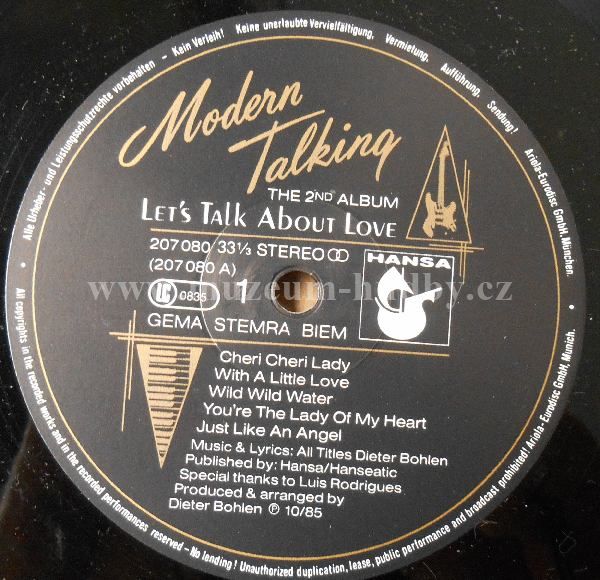 Alle Urheber- und Leistungsschutzrechte vorbehalten - Kein Verleih! Keine unerlaubte Vervielfältigung, Vermietung, Aufführung, Sendung! Ariola-Eurodisc GmbH, München.
Modern
Talking
THE 2ND ALBUM
LET'S TALK ABOUT LOVE
207 080 33⅓ STEREO
(207 080 A)
LC 0835
1
HANSA
www.muzeum-hudby.cz
GEMA STEMRA BIEM
Cheri Cheri Lady
With A Little Love
Wild Wild Water
You're The Lady Of My Heart
Just Like An Angel
Music & Lyrics: All Titles Dieter Bohlen
Published by: Hansa/Hanseatic
Special thanks to Luis Rodrigues
Produced & arranged by
Dieter Bohlen ℗ 10/85
All copyrights in the recorded works and in the recorded performances reserved - No lending! Unauthorized duplication, lease, public performance and broadcast prohibited! Ariola-Eurodisc GmbH, Munich.